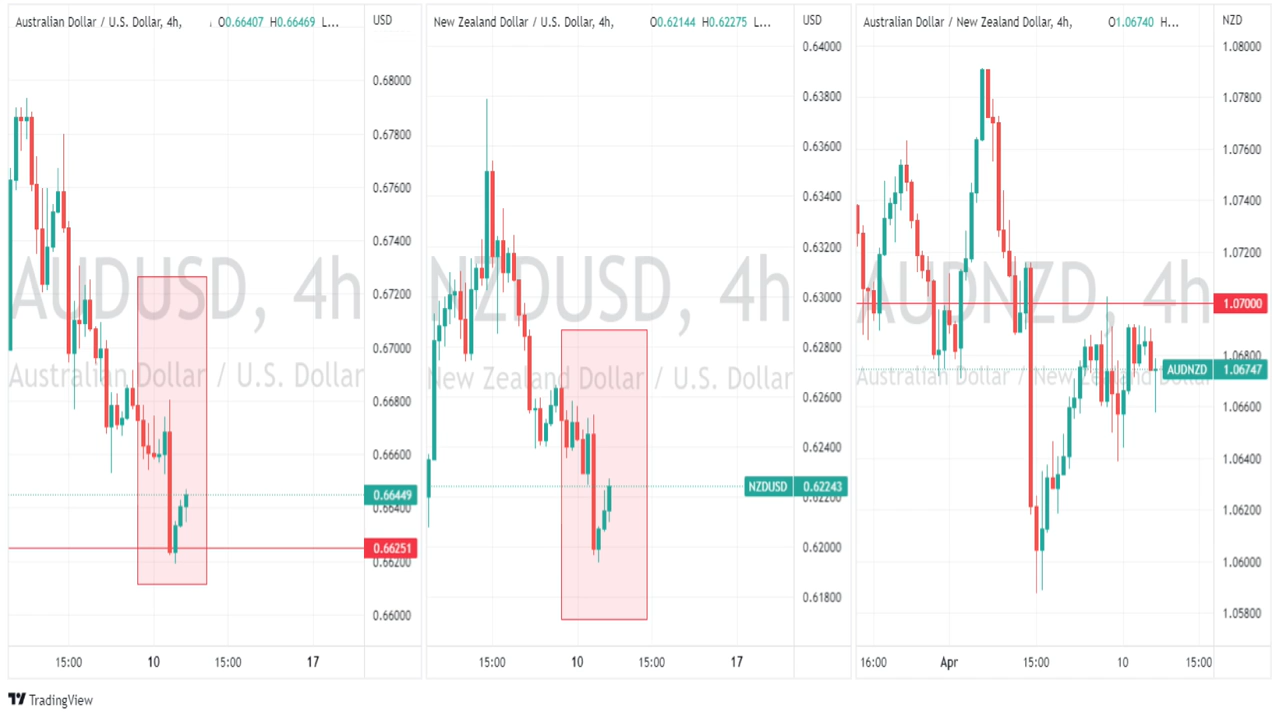 Australian Dollar / U.S. Dollar, 4h, O0.66407 H0.66469 L...
USD
0.68000
0.67800
0.67600
0.67400
0.67200
0.67000
0.66800
0.66600
0.66449
0.66400
0.66251
0.66200
0.66000
AUDUSD, 4h
Australian Dollar / U.S. Dollar
15:00 10 15:00 17
New Zealand Dollar / U.S. Dollar, 4h, O0.62144 H0.62275 L...
USD
0.64000
0.63800
0.63600
0.63400
0.63200
0.63000
0.62800
0.62600
0.62400
NZDUSD 0.62243
0.62200
0.62000
0.61800
NZDUSD, 4h
New Zealand Dollar / U.S. Dollar
15:00 10 15:00 17
Australian Dollar / New Zealand Dollar, 4h, O1.06740 H...
NZD
1.08000
1.07800
1.07600
1.07400
1.07200
1.07000
1.06800
AUDNZD 1.06747
1.06600
1.06400
1.06200
1.06000
1.05800
AUDNZD, 4h
Australian Dollar / New Zealand Dollar
16:00 Apr 15:00 10 15:00
TradingView